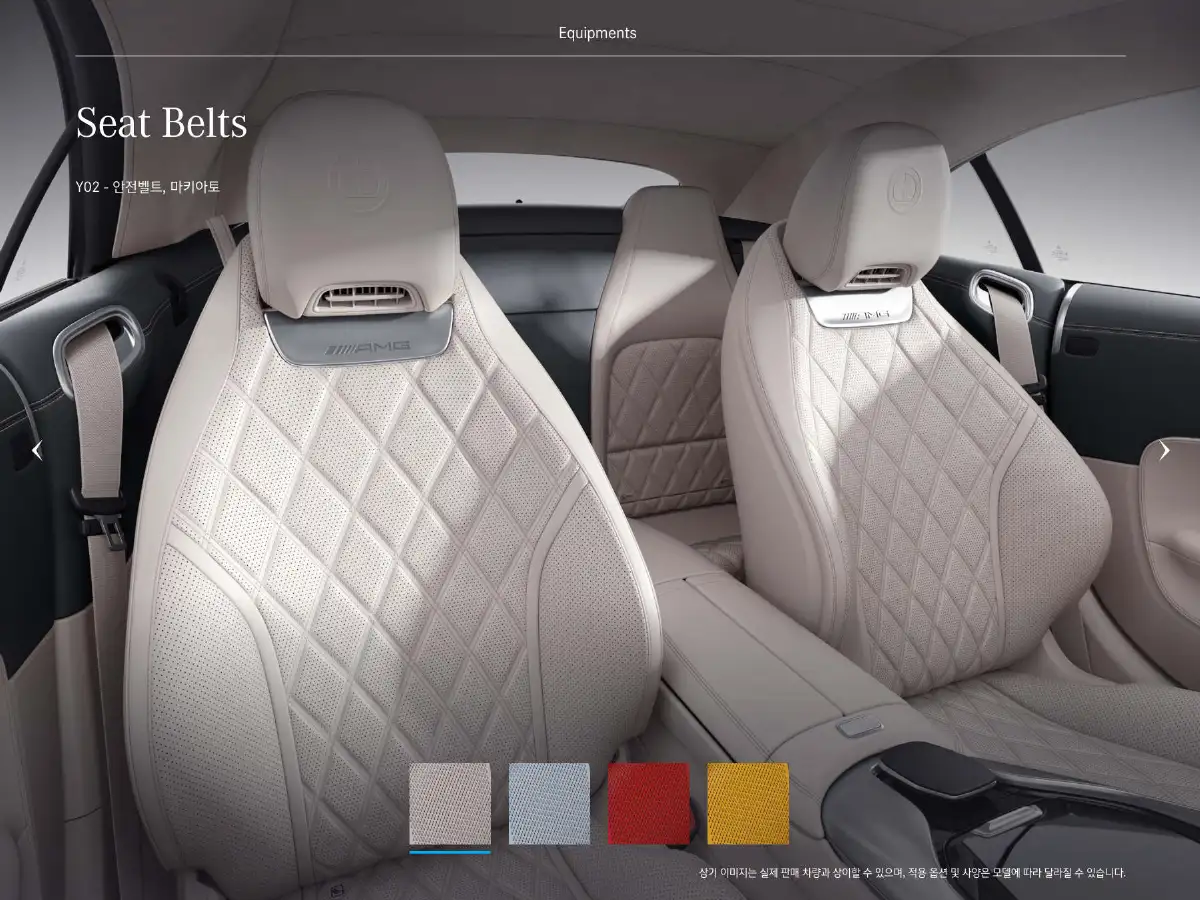 Equipments
Seat Belts
Y02 - 안전벨트, 마키아토
AMG
AMG
상기 이미지는 실제 판매 차량과 상이할 수 있으며, 적용 옵션 및 사양은 모델에 따라 달라질 수 있습니다.